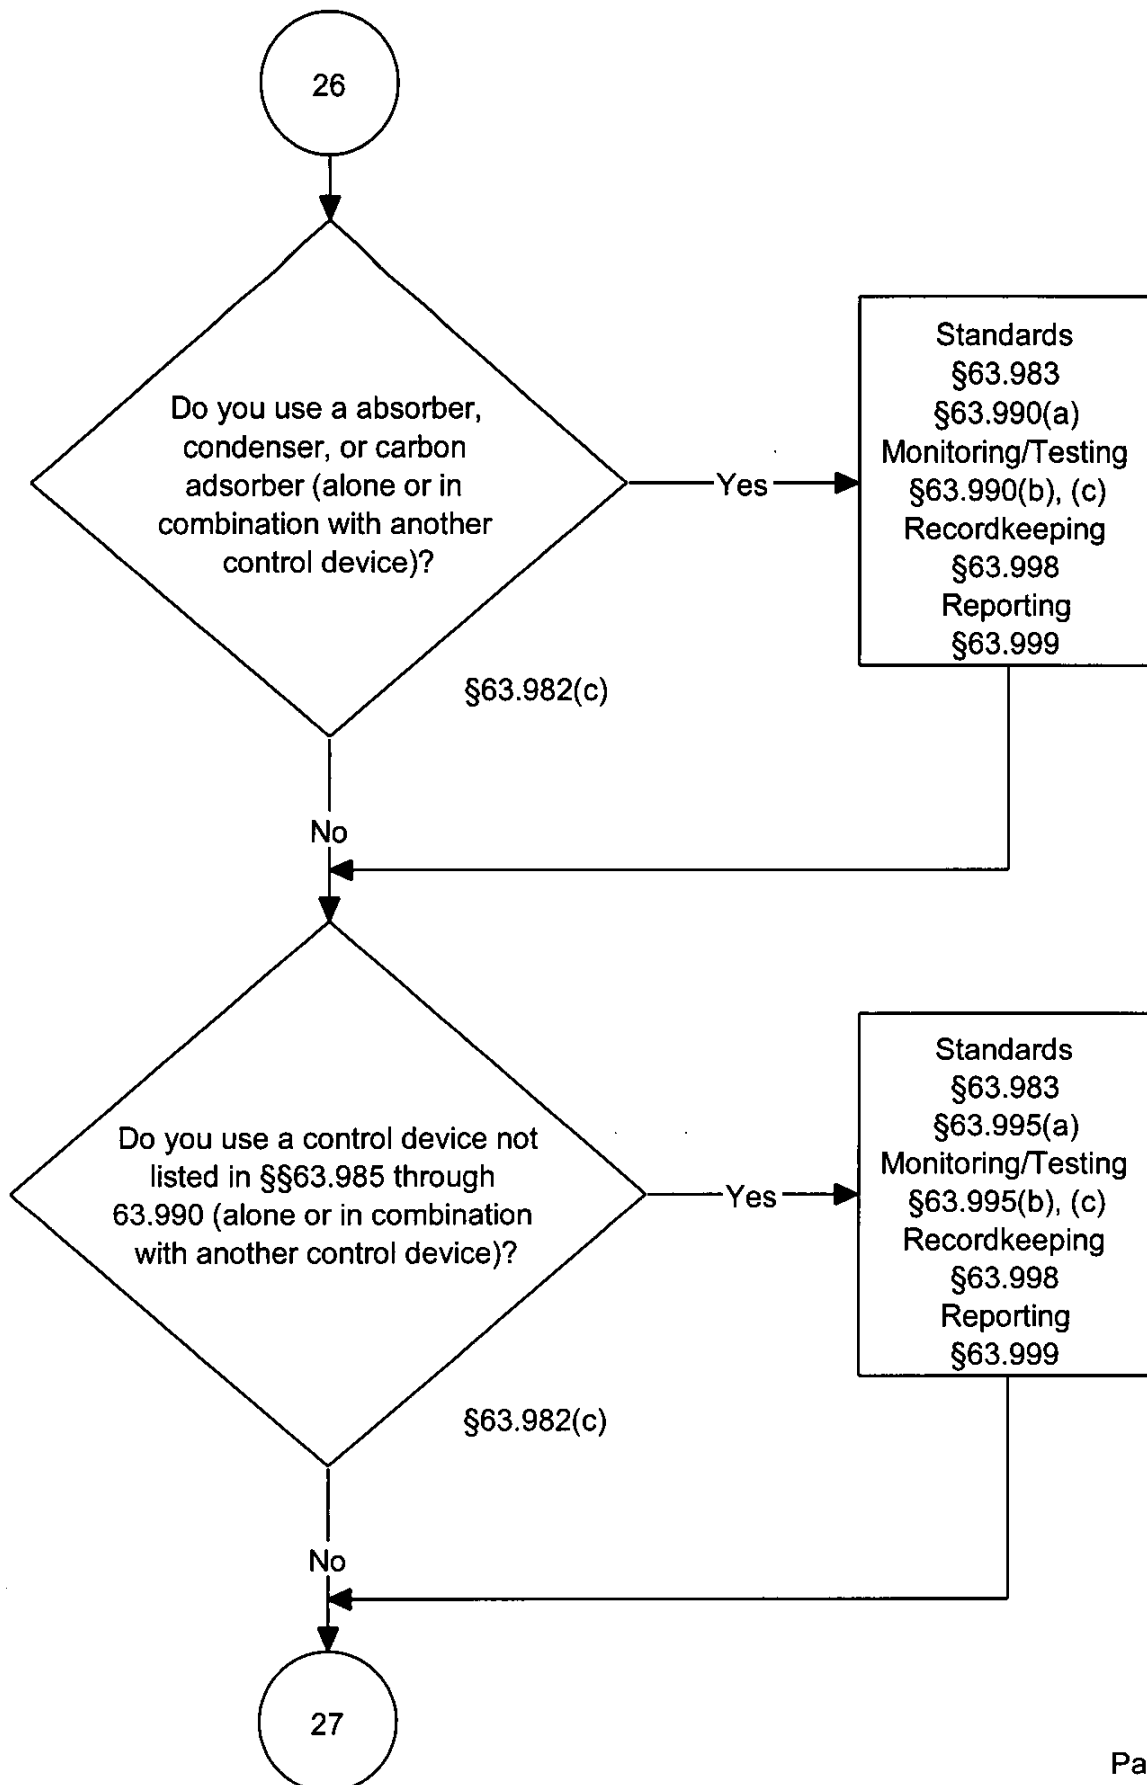 26
Do you use a absorber,
condenser, or carbon
adsorber (alone or in
combination with another
control device)?
Yes
Standards
§63.983
§63.990(a)
Monitoring/Testing
§63.990(b), (c)
Recordkeeping
§63.998
Reporting
§63.999
§63.982(c)
No
Do you use a control device not
listed in §§63.985 through
63.990 (alone or in combination
with another control device)?
Yes
Standards
§63.983
§63.995(a)
Monitoring/Testing
§63.995(b), (c)
Recordkeeping
§63.998
Reporting
§63.999
§63.982(c)
No
27
Pa